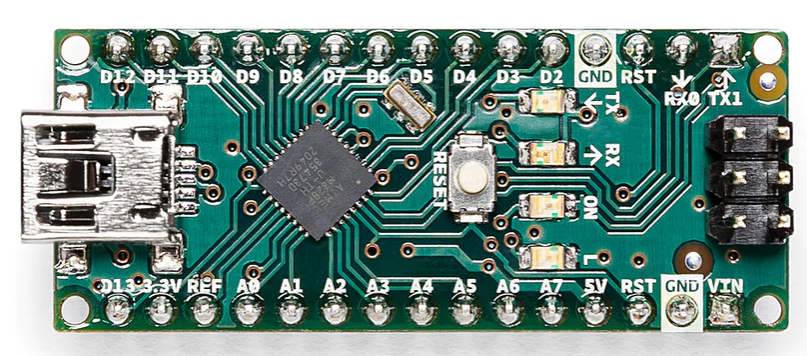 D12 D11 D10 D9 D8 D7 D6 D5 D4 D3 D2 GND RST RX0 TX1
TX
RX
RESET
ON
L
D13 3.3V REF A0 A1 A2 A3 A4 A5 A6 A7 5V RST GND VIN